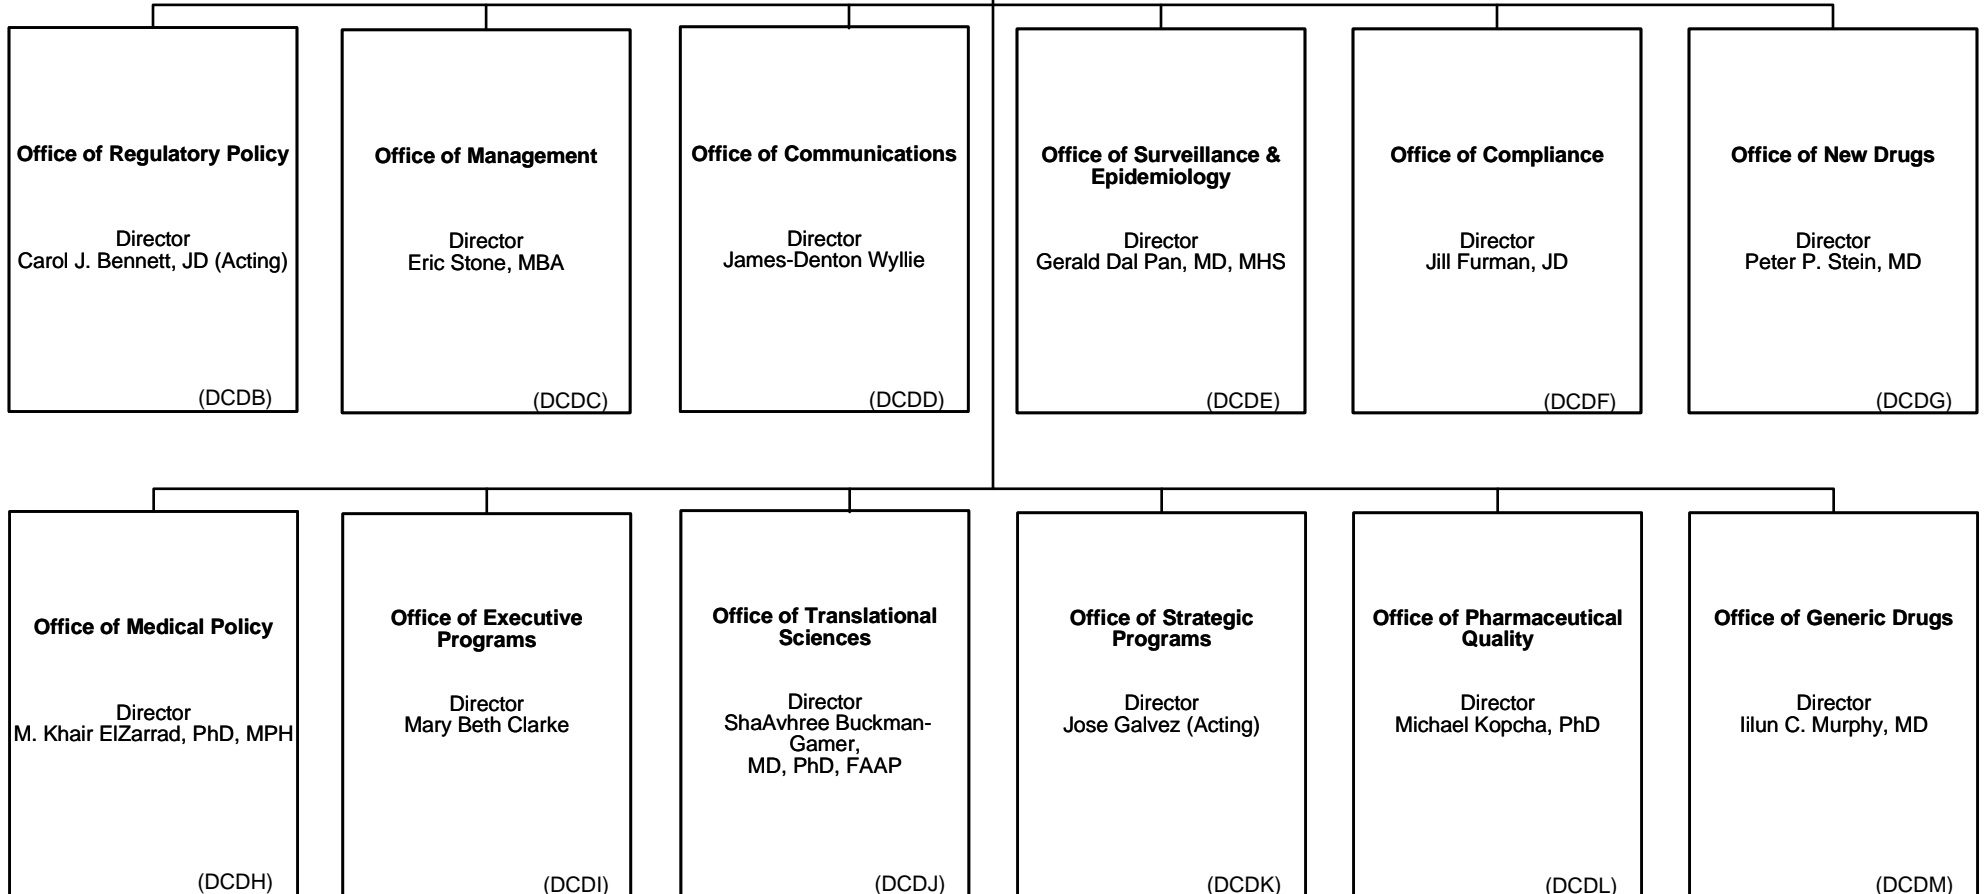 Office of Regulatory Policy
Director
Carol J. Bennett, JD (Acting)
(DCDB)
Office of Management
Director
Eric Stone, MBA
(DCDC)
Office of Communications
Director
James-Denton Wyllie
(DCDD)
Office of Surveillance &
Epidemiology
Director
Gerald Dal Pan, MD, MHS
(DCDE)
Office of Compliance
Director
Jill Furman, JD
(DCDF)
Office of New Drugs
Director
Peter P. Stein, MD
(DCDG)
Office of Medical Policy
Director
M. Khair ElZarrad, PhD, MPH
(DCDH)
Office of Executive
Programs
Director
Mary Beth Clarke
(DCDI)
Office of Translational
Sciences
Director
ShaAvhree Buckman-
Gamer,
MD, PhD, FAAP
(DCDJ)
Office of Strategic
Programs
Director
Jose Galvez (Acting)
(DCDK)
Office of Pharmaceutical
Quality
Director
Michael Kopcha, PhD
(DCDL)
Office of Generic Drugs
Director
Iilun C. Murphy, MD
(DCDM)